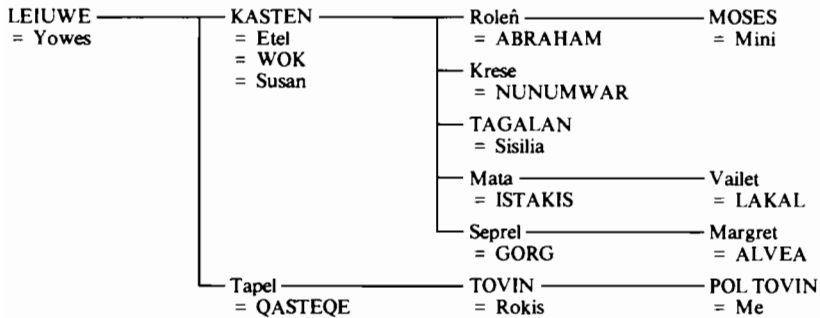 LEIUWE KASTEN Roleñ MOSES
= Yowes = Etel = ABRAHAM = Mini
= WOK
= Susan Krese
= NUNUMWAR
TAGALAN
= Sisilia
Mata Vailet
= ISTAKIS = LAKAL
Seprel Margret
= GORG = ALVEA
Tapel TOVIN POL TOVIN
= QASTEQE = Rokis = Me